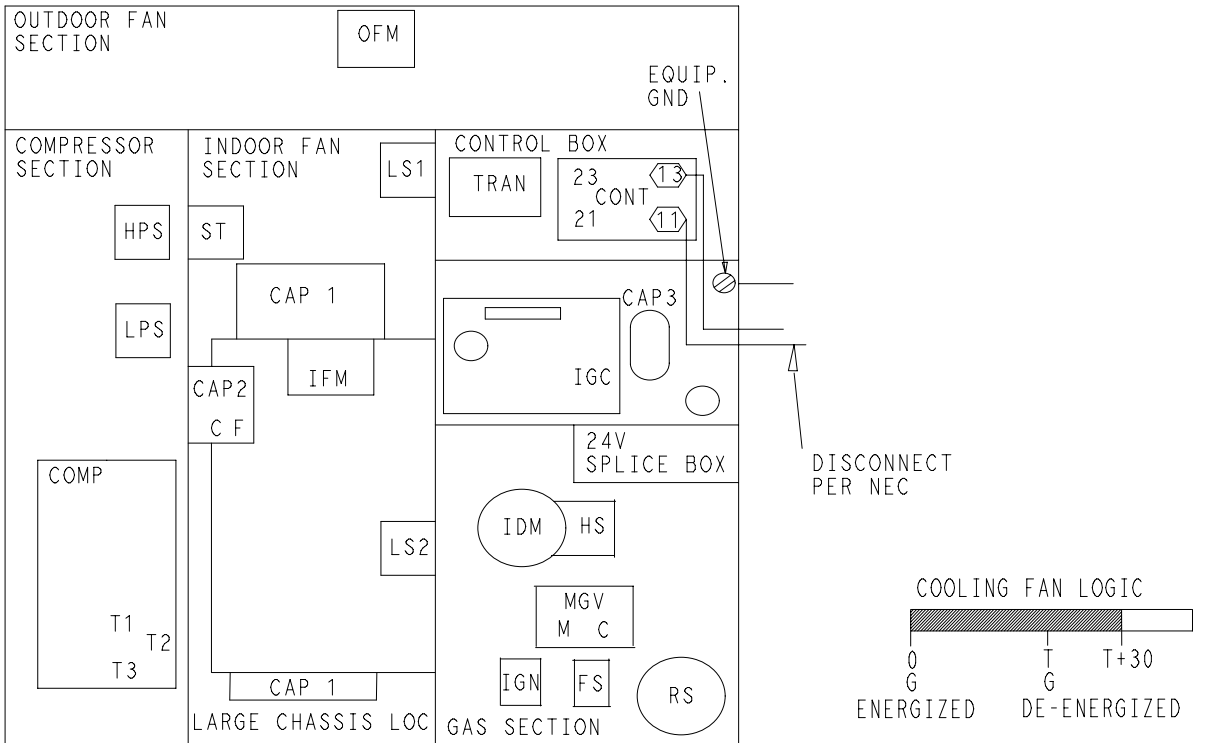 OUTDOOR FAN
SECTION
OFM
EQUIP.
GND
COMPRESSOR
SECTION
HPS
LPS
COMP
T1
T2
T3
INDOOR FAN
SECTION
LS1
ST
CAP 1
IFM
CAP2
C F
LS2
CAP 1
LARGE CHASSIS LOC
CONTROL BOX
TRAN
23
13
CONT
21
11
CAP3
IGC
24V
SPLICE BOX
IDM
HS
MGV
M C
IGN
FS
RS
GAS SECTION
DISCONNECT
PER NEC
COOLING FAN LOGIC
0 T T+30
G G
ENERGIZED DE-ENERGIZED